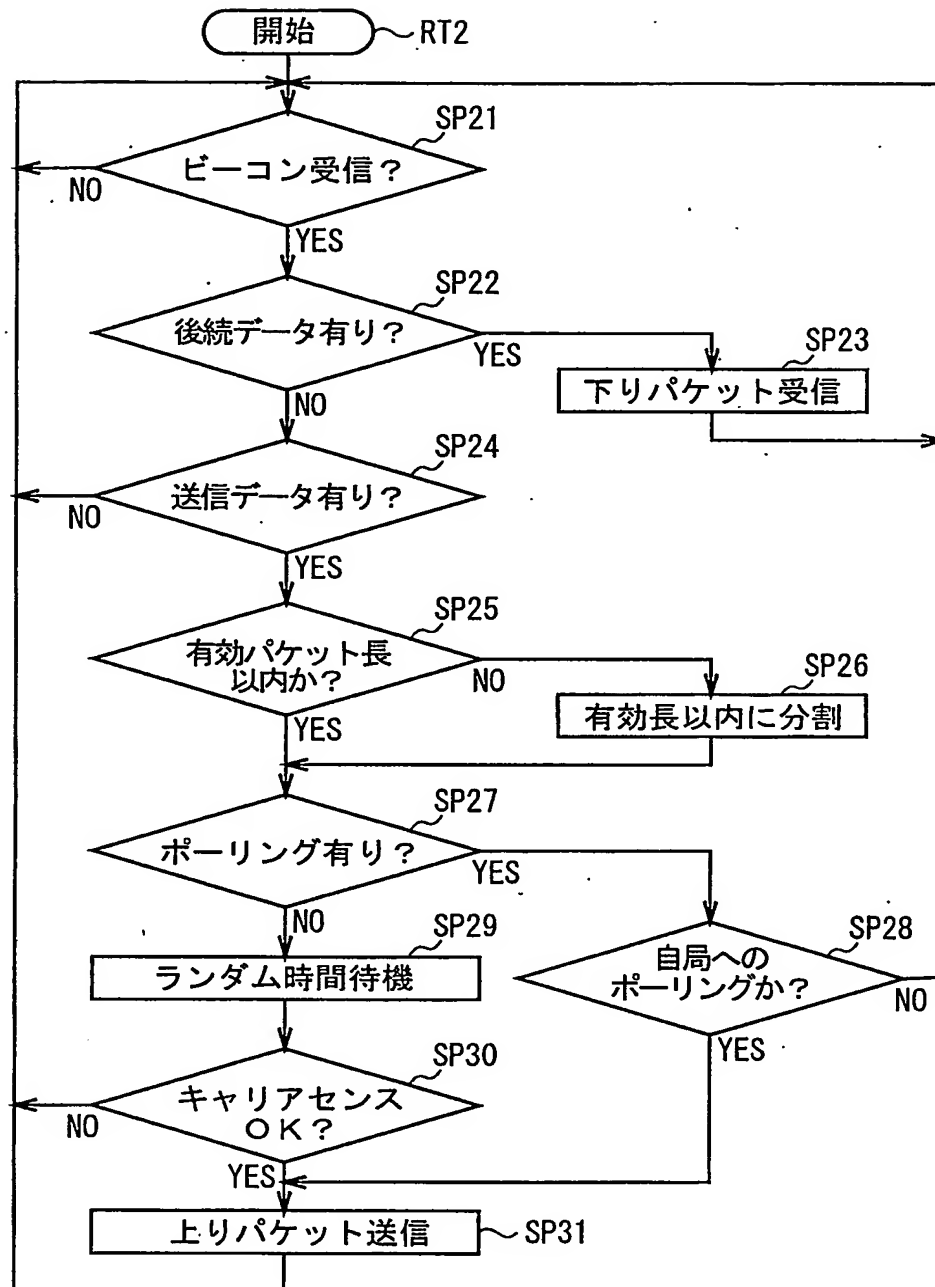 開始
RT2
SP21
ビーコン受信？
NO
YES
SP22
後続データ有り？
YES
NO
SP23
下りパケット受信
SP24
送信データ有り？
NO
YES
SP25
有効パケット長
以内か？
NO
YES
SP26
有効長以内に分割
SP27
ポーリング有り？
YES
NO
SP28
自局への
ポーリングか？
NO
YES
SP29
ランダム時間待機
SP30
キャリアセンス
ＯＫ？
NO
YES
上りパケット送信
SP31